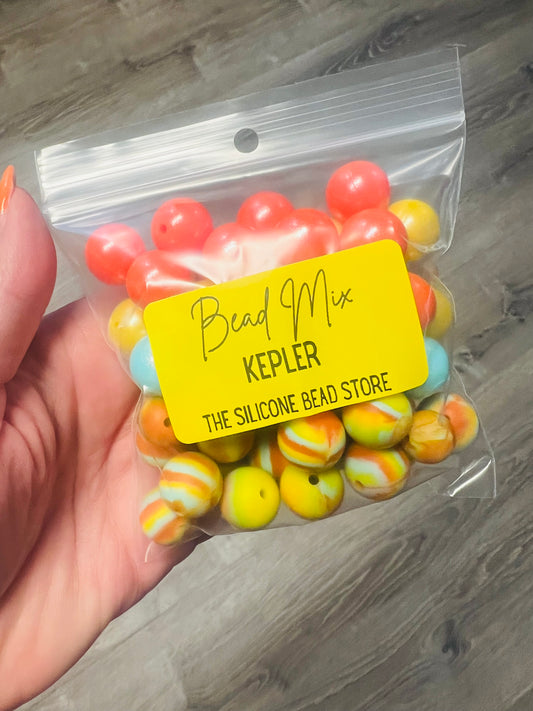 Bead Mix
KEPLER
THE SILICONE BEAD STORE